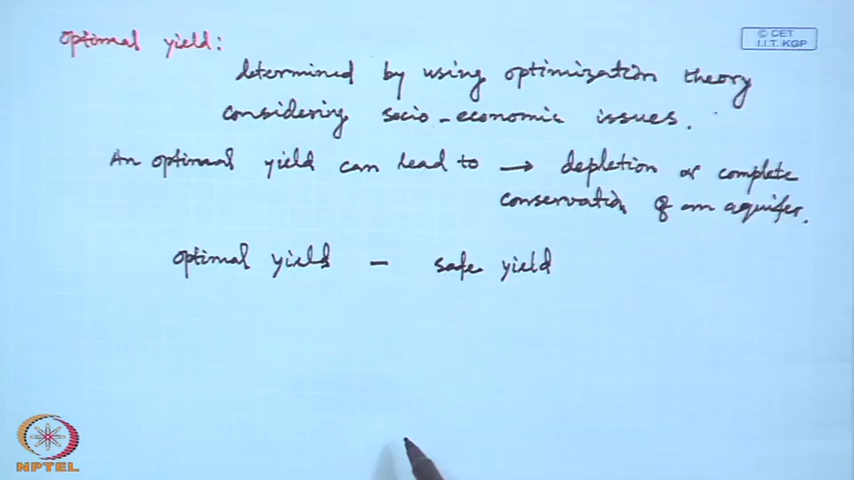 optimal yield:
© CET
I.I.T. KGP
determined by using optimization theory
considering socio-economic issues.
An optimal yield can lead to → depletion or complete
conservation of an aquifer.
optimal yield – safe yield
NPTEL